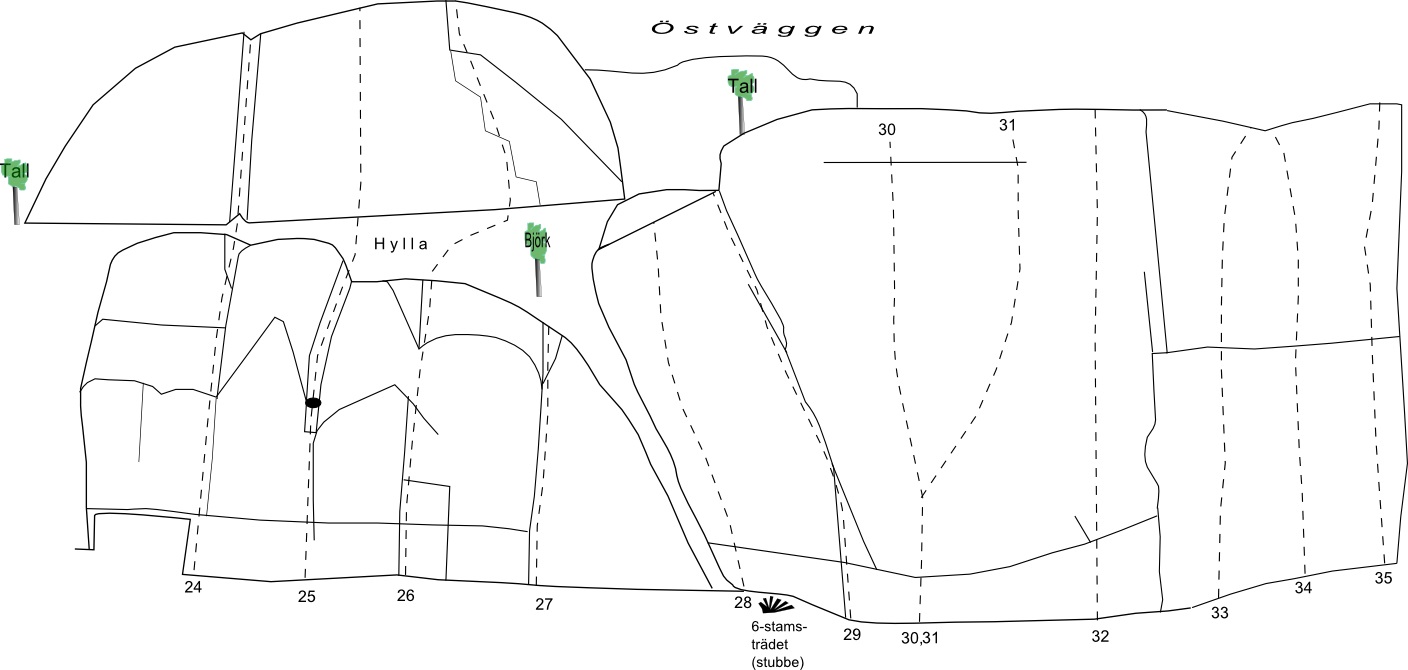 Östväggen
Tall
Tall
30
31
Hylla
Björk
24
25
26
27
28
6-stams-
trädet
(stubbe)
29
30,31
32
33
34
35